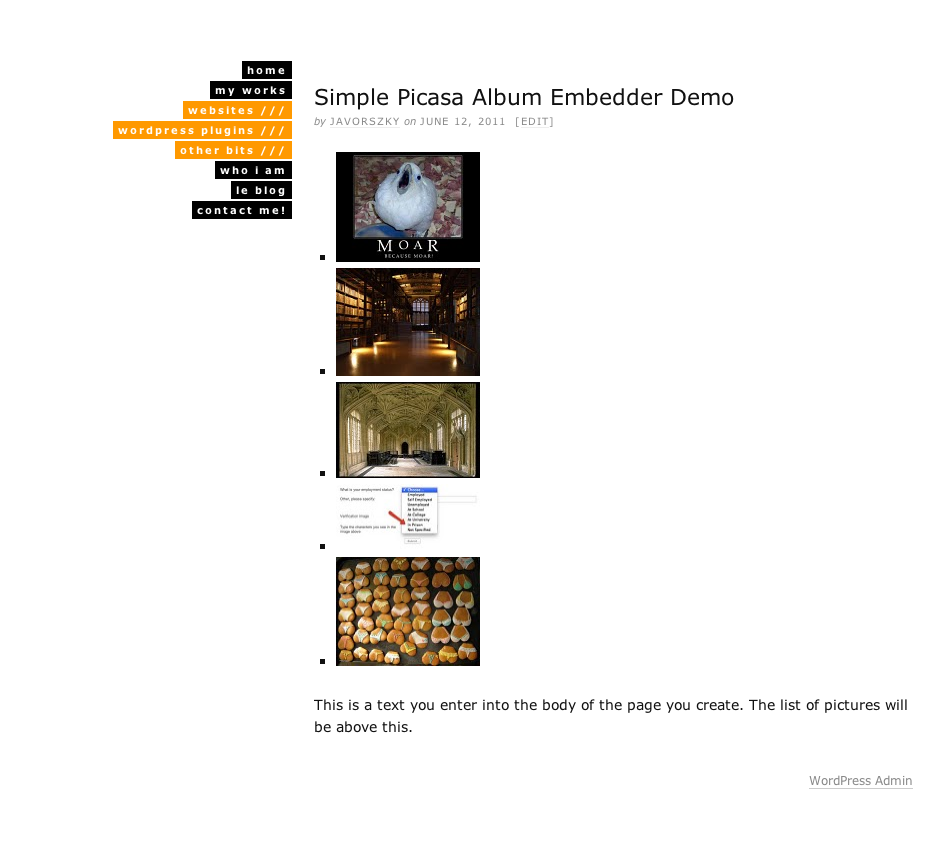 home
my works
websites ///
wordpress plugins ///
other bits ///
who i am
le blog
contact me!
Simple Picasa Album Embedder Demo
by JAVORSZKY on JUNE 12, 2011 [EDIT]
MOAR
BECAUSE MOAR!
What is your employment status?
Choose...
Employed
Other, please specify
Self Employed
Unemployed
At School
At College
Verification Image
At University
Type the characters you see in the
In Prison
image above
Not Specified
This is a text you enter into the body of the page you create. The list of pictures will
be above this.
WordPress Admin